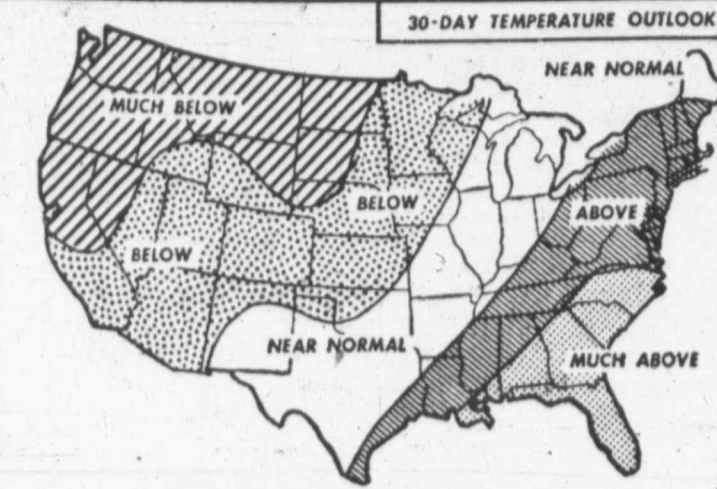 30-DAY TEMPERATURE OUTLOOK
NEAR NORMAL
MUCH BELOW
BELOW
ABOVE
BELOW
NEAR NORMAL
MUCH ABOVE